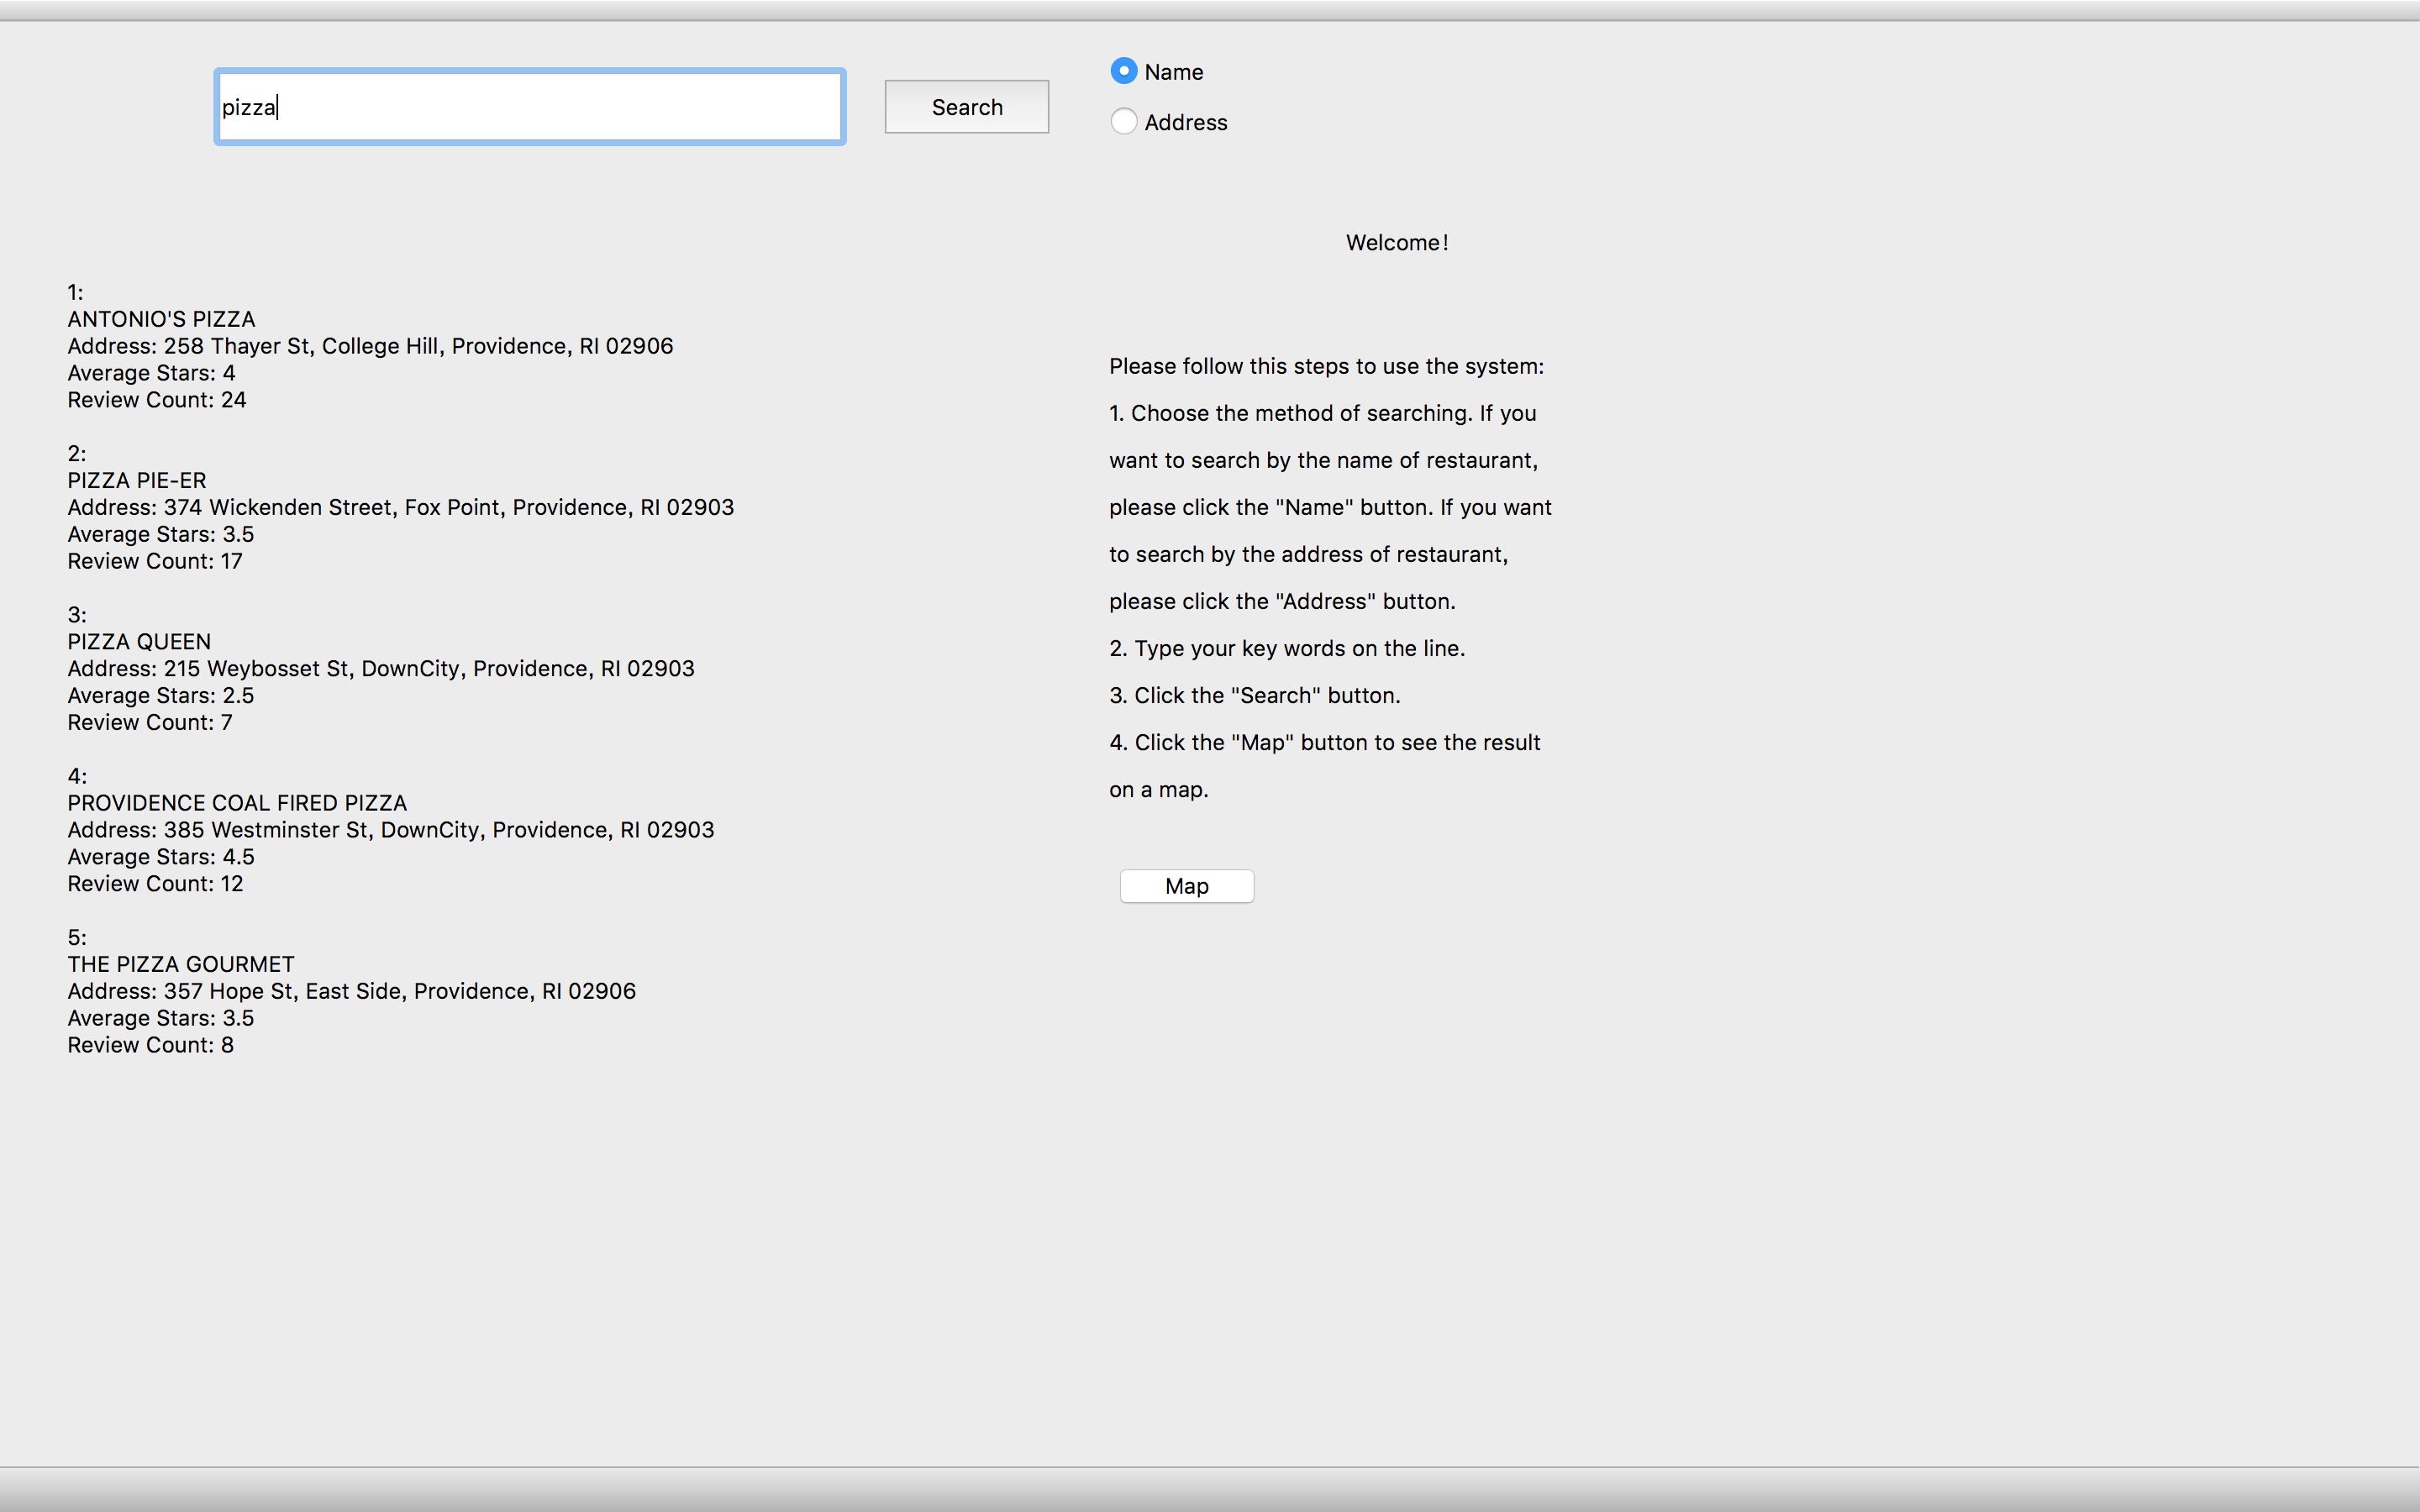 pizza
Search
Name
Address
Welcome!
1:
ANTONIO'S PIZZA
Address: 258 Thayer St, College Hill, Providence, RI 02906
Average Stars: 4
Review Count: 24
2:
PIZZA PIE-ER
Address: 374 Wickenden Street, Fox Point, Providence, RI 02903
Average Stars: 3.5
Review Count: 17
3:
PIZZA QUEEN
Address: 215 Weybosset St, DownCity, Providence, RI 02903
Average Stars: 2.5
Review Count: 7
4:
PROVIDENCE COAL FIRED PIZZA
Address: 385 Westminster St, DownCity, Providence, RI 02903
Average Stars: 4.5
Review Count: 12
5:
THE PIZZA GOURMET
Address: 357 Hope St, East Side, Providence, RI 02906
Average Stars: 3.5
Review Count: 8
Please follow this steps to use the system:
1. Choose the method of searching. If you
want to search by the name of restaurant,
please click the "Name" button. If you want
to search by the address of restaurant,
please click the "Address" button.
2. Type your key words on the line.
3. Click the "Search" button.
4. Click the "Map" button to see the result
on a map.
Map